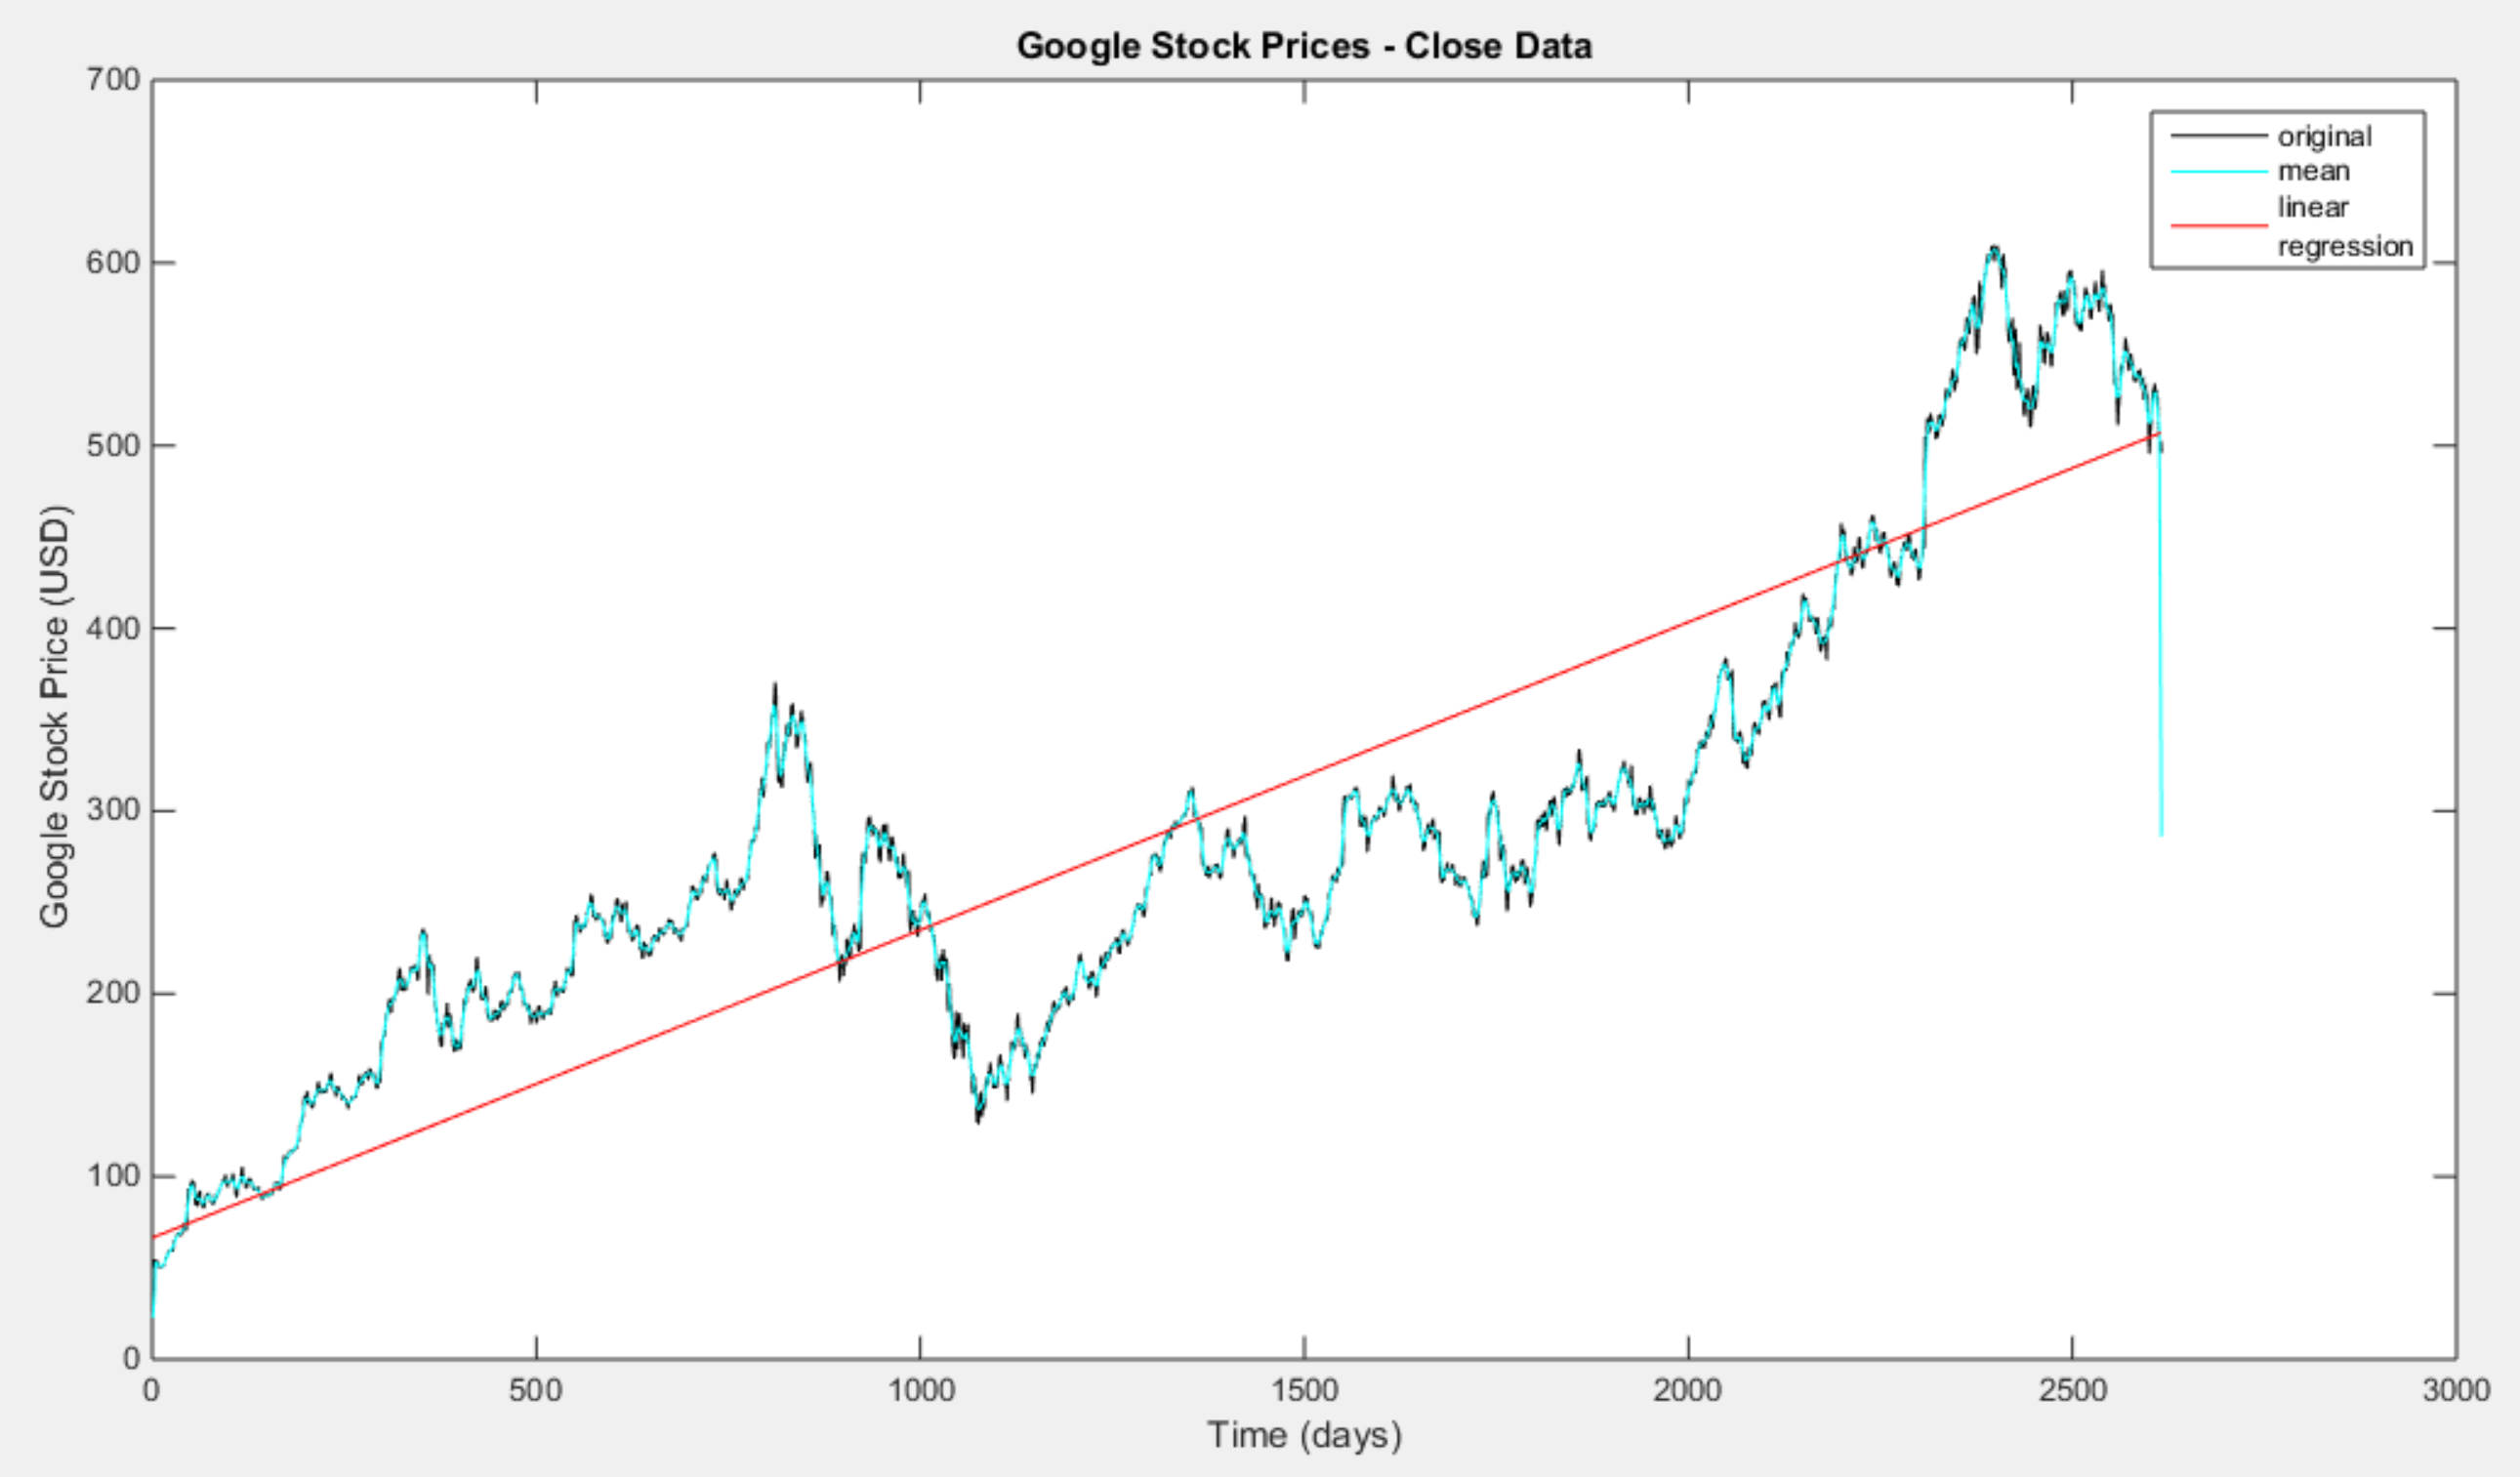 Google Stock Prices - Close Data
700
600
500
400
300
200
100
0
Google Stock Price (USD)
original
mean
linear
regression
0
500
1000
1500
2000
2500
3000
Time (days)